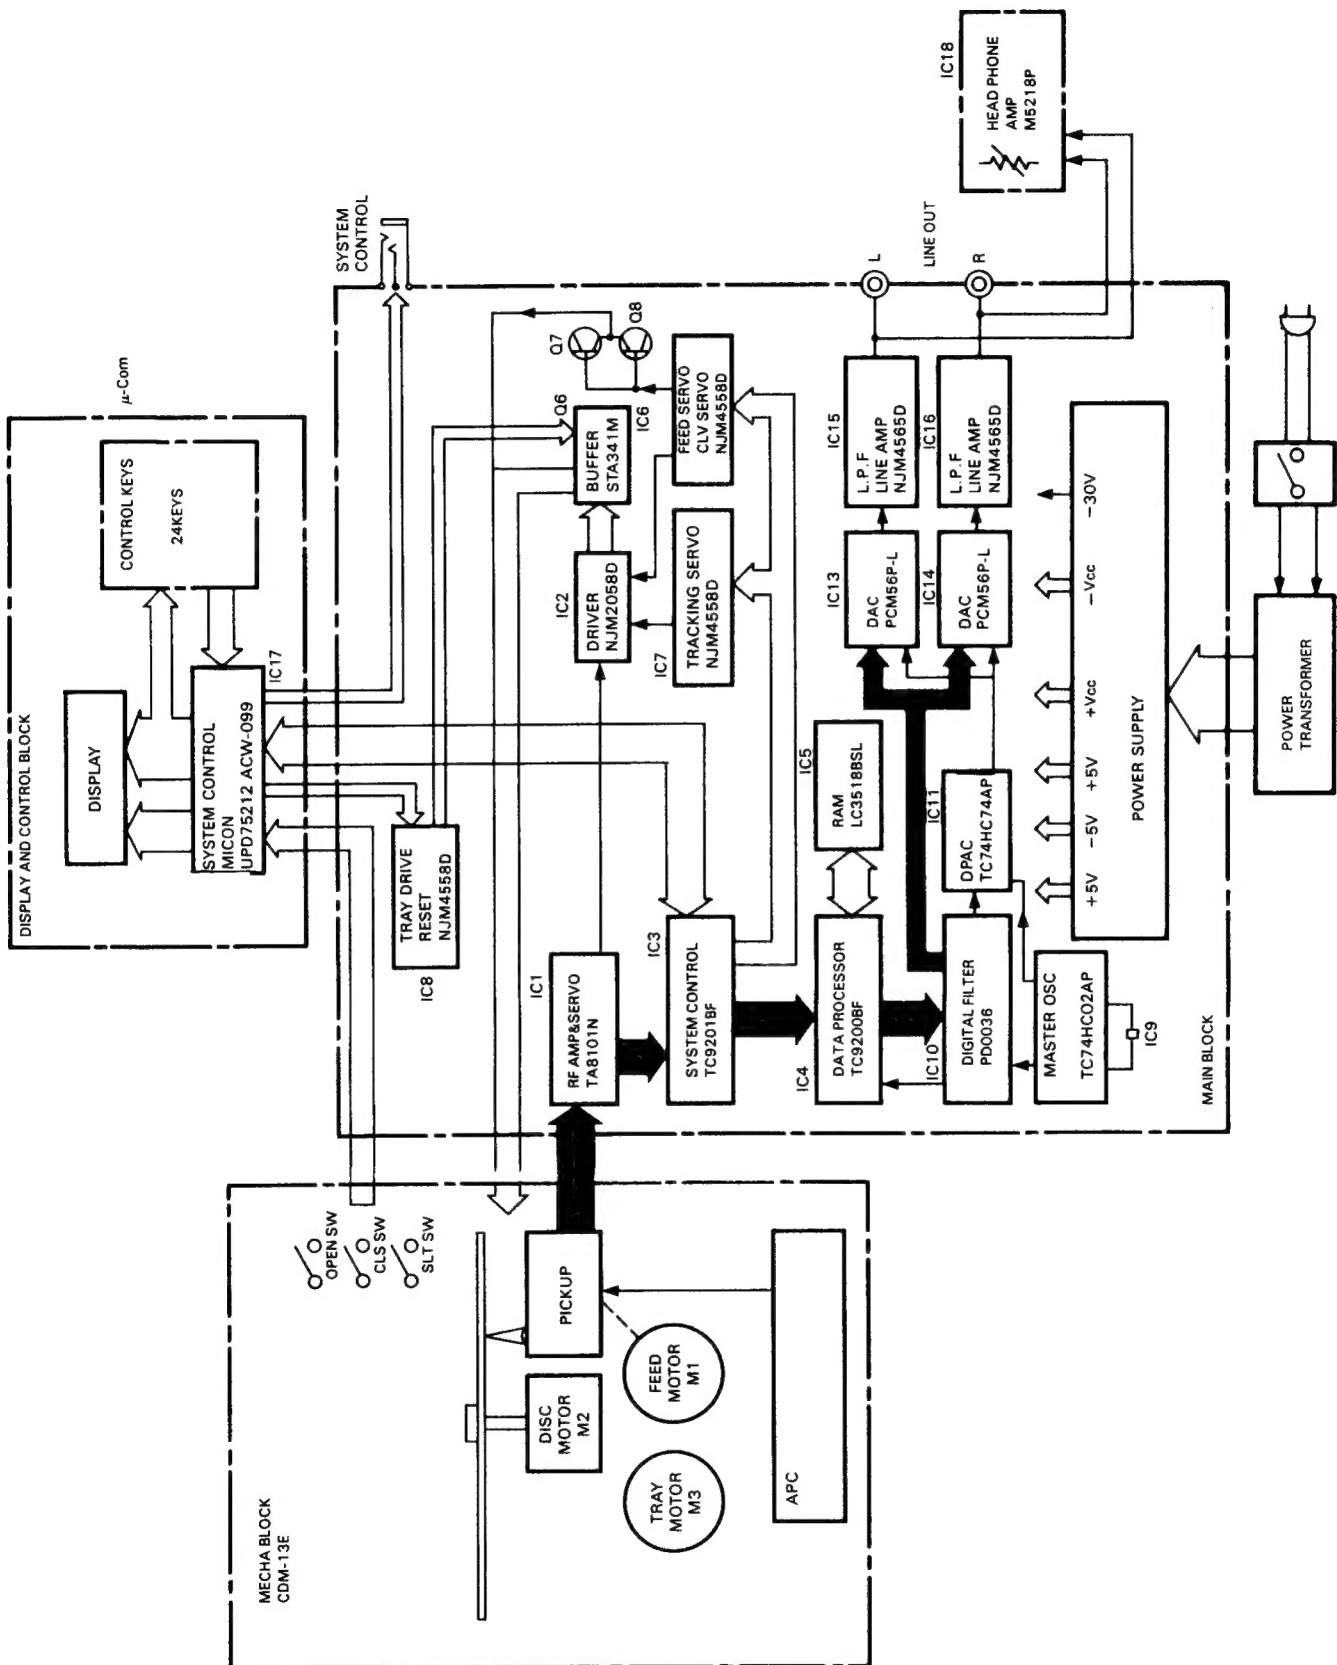 DISPLAY AND CONTROL BLOCK
DISPLAY
SYSTEM CONTROL
MICON
UPD75212 ACW-099
IC17
CONTROL KEYS
24KEYS
μ-Com
SYSTEM
CONTROL
TRAY DRIVE
RESET
NJM4558D
IC8
MECHA BLOCK
CDM-13E
OPEN SW
CLS SW
SLT SW
DISC
MOTOR
M2
PICKUP
TRAY
MOTOR
M3
FEED
MOTOR
M1
APC
IC1
RF AMP&SERVO
TA8101N
IC2
DRIVER
NJM2058D
Q6
BUFFER
STA341M
Q7
Q8
IC6
FEED SERVO
CLV SERVO
NJM4558D
IC7
TRACKING SERVO
NJM4558D
IC3
SYSTEM CONTROL
TC9201BF
IC4
DATA PROCESSOR
TC9200BF
IC5
RAM
LC3518BSL
IC10
DIGITAL FILTER
PD0036
IC11
DPAC
TC74HC74AP
MASTER OSC
TC74HC02AP
IC9
IC13
DAC
PCM56P-L
IC14
DAC
PCM56P-L
IC15
L.P.F
LINE AMP
NJM4565D
IC16
L.P.F
LINE AMP
NJM4565D
L
LINE OUT
R
IC18
HEAD PHONE
AMP
M5218P
+5V
-5V
+5V
+Vcc
-Vcc
-30V
POWER SUPPLY
MAIN BLOCK
POWER
TRANSFORMER